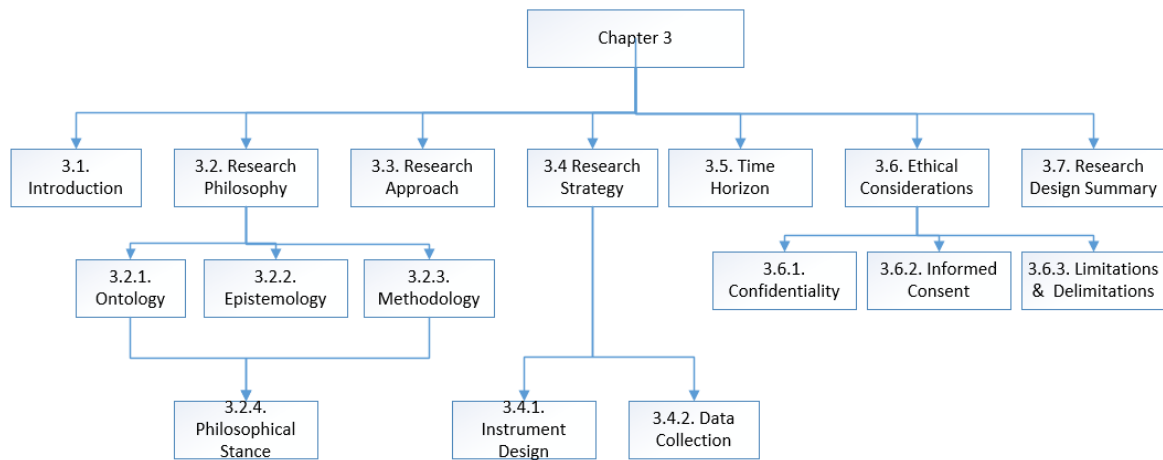 Chapter 3
3.1.
Introduction
3.2. Research
Philosophy
3.3. Research
Approach
3.4 Research
Strategy
3.5. Time
Horizon
3.6. Ethical
Considerations
3.7. Research
Design Summary
3.2.1.
Ontology
3.2.2.
Epistemology
3.2.3.
Methodology
3.6.1.
Confidentiality
3.6.2. Informed
Consent
3.6.3. Limitations
& Delimitations
3.2.4.
Philosophical
Stance
3.4.1.
Instrument
Design
3.4.2. Data
Collection